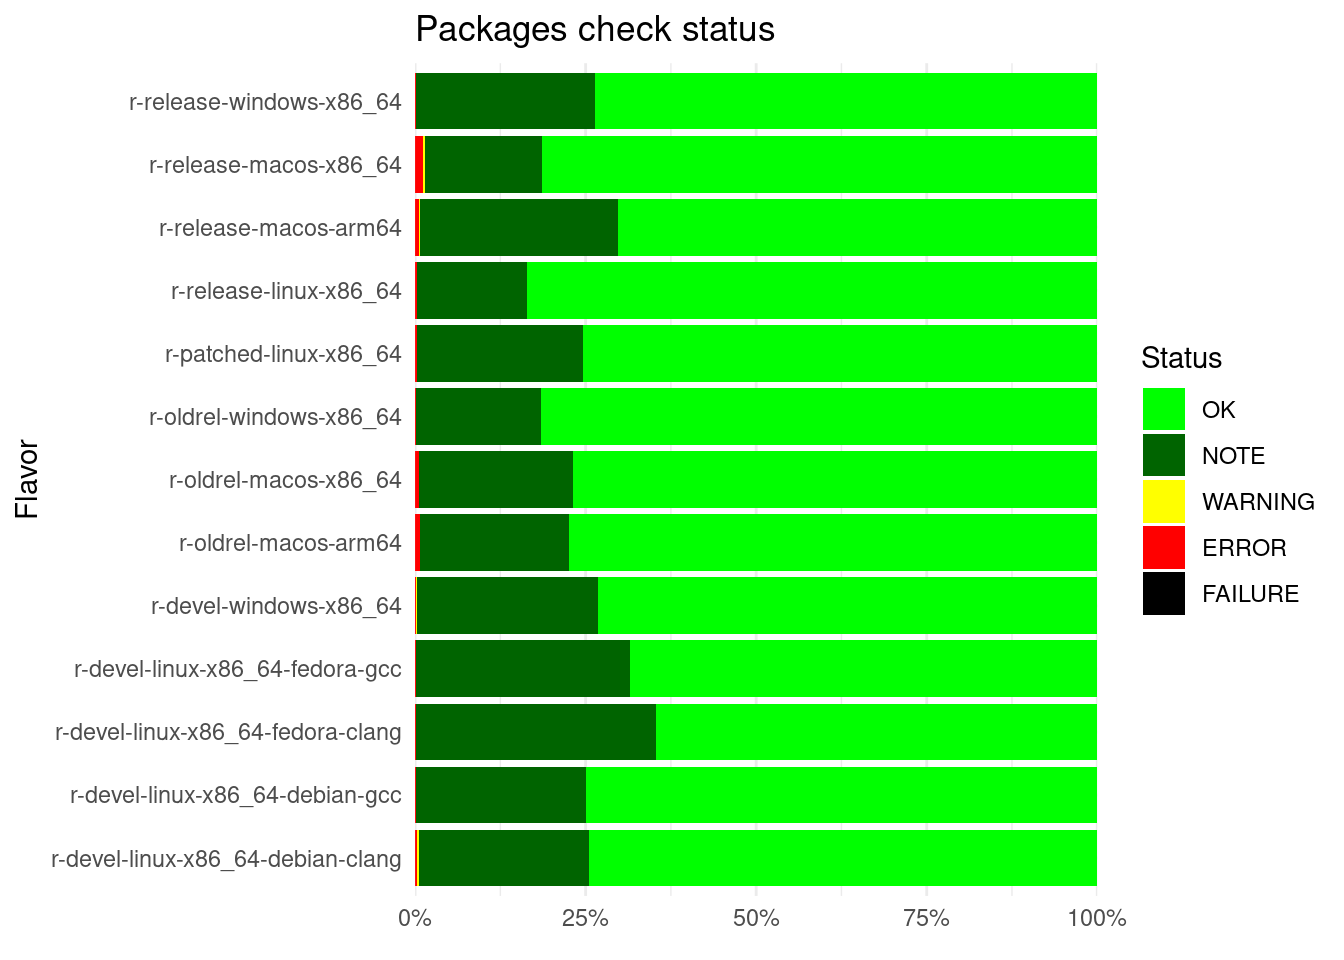 Packages check status
Flavor
r-release-windows-x86_64
r-release-macos-x86_64
r-release-macos-arm64
r-release-linux-x86_64
r-patched-linux-x86_64
r-oldrel-windows-x86_64
r-oldrel-macos-x86_64
r-oldrel-macos-arm64
r-devel-windows-x86_64
r-devel-linux-x86_64-fedora-gcc
r-devel-linux-x86_64-fedora-clang
r-devel-linux-x86_64-debian-gcc
r-devel-linux-x86_64-debian-clang
0% 25% 50% 75% 100%
Status
OK
NOTE
WARNING
ERROR
FAILURE